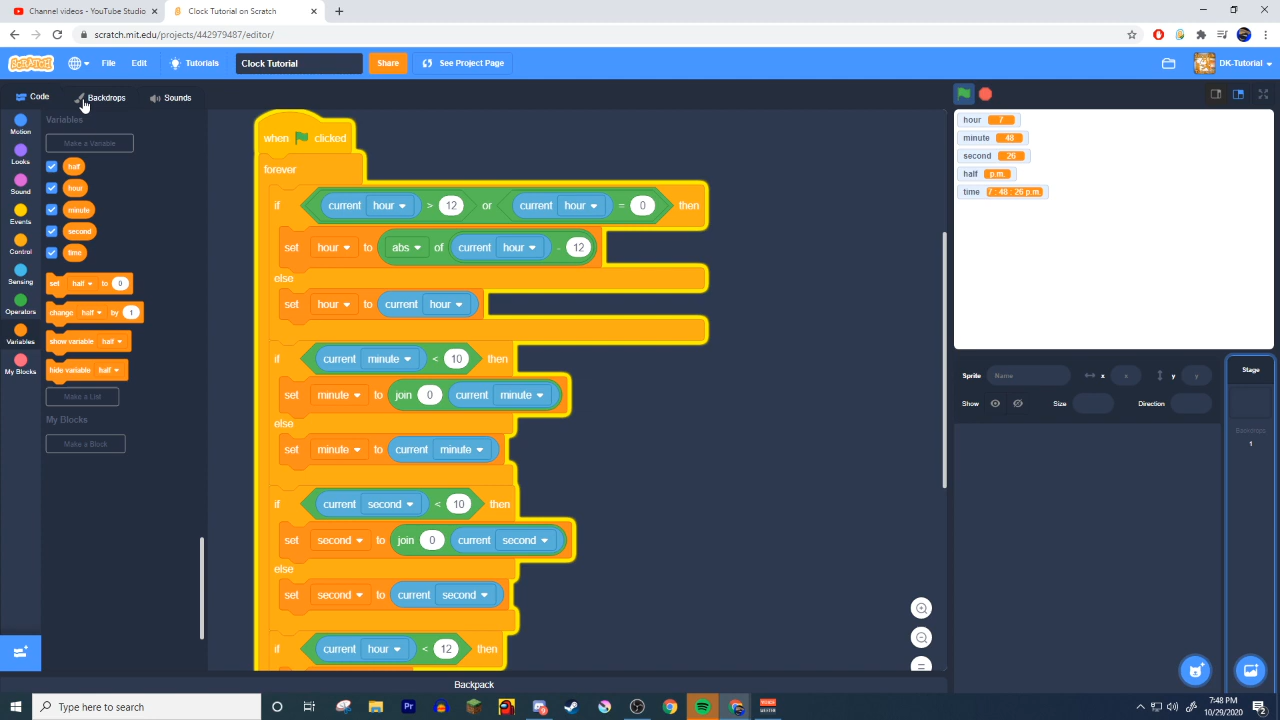 Channel videos - YouTube Studio
Clock Tutorial on Scratch
scratch.mit.edu/projects/442979487/editor/
SCRATCH
File
Edit
Tutorials
Clock Tutorial
Share
See Project Page
DK-Tutorial
Code
Backdrops
Sounds
Motion
Looks
Sound
Events
Control
Sensing
Operators
Variables
My Blocks
Variables
Make a Variable
half
hour
minute
second
time
set half to 0
change half by 1
show variable half
hide variable half
Make a List
My Blocks
Make a Block
when clicked
forever
if current hour > 12 or current hour = 0 then
set hour to abs of current hour - 12
else
set hour to current hour
if current minute < 10 then
set minute to join 0 current minute
else
set minute to current minute
if current second < 10 then
set second to join 0 current second
else
set second to current second
if current hour < 12 then
hour 7
minute 48
second 26
half p.m.
time 7 : 48 : 26 p.m.
Sprite Name x x y y
Show Size Direction
Stage
Backdrops
1
Backpack
Type here to search
Pr
7:48 PM
10/29/2020
2